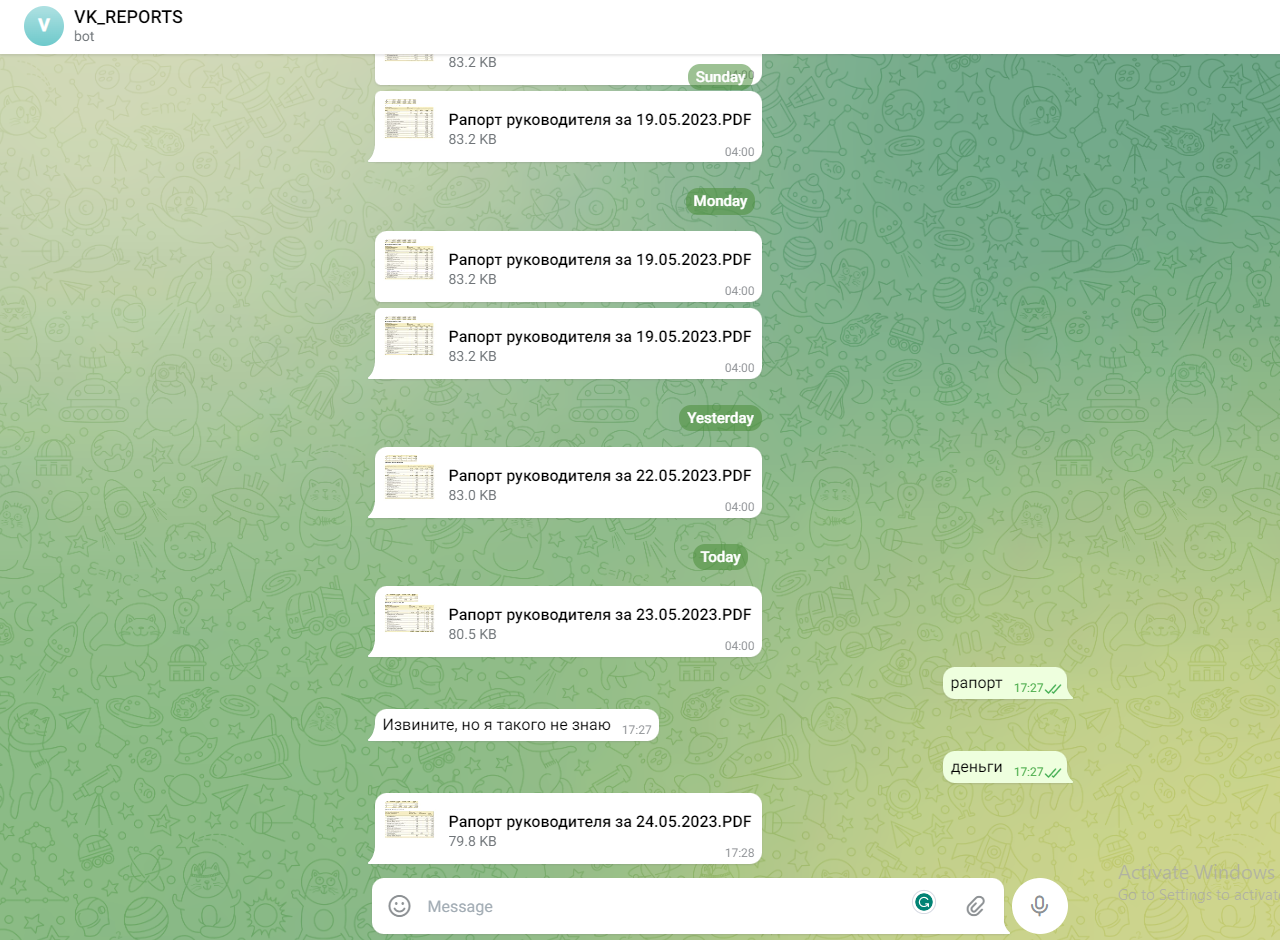 V
VK_REPORTS
bot
83.2 KB
Sunday
Рапорт руководителя за 19.05.2023.PDF
83.2 KB
04:00
Monday
Рапорт руководителя за 19.05.2023.PDF
83.2 KB
04:00
Рапорт руководителя за 19.05.2023.PDF
83.2 KB
04:00
Yesterday
Рапорт руководителя за 22.05.2023.PDF
83.0 KB
04:00
Today
Рапорт руководителя за 23.05.2023.PDF
80.5 KB
04:00
рапорт 17:27
Извините, но я такого не знаю 17:27
деньги 17:27
Рапорт руководителя за 24.05.2023.PDF
79.8 KB
17:28
Message
Activate Windows
Go to Settings to activat